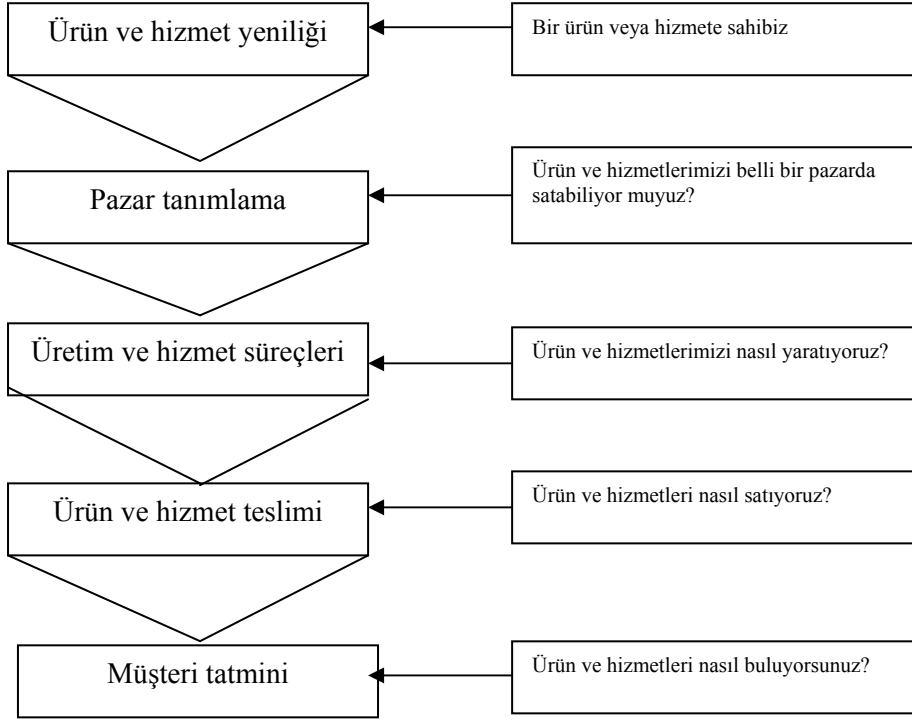 Ürün ve hizmet yeniliği
Bir ürün veya hizmete sahibiz
Pazar tanımlama
Ürün ve hizmetlerimizi belli bir pazarda
satabiliyor muyuz?
Üretim ve hizmet süreçleri
Ürün ve hizmetlerimizi nasıl yaratıyoruz?
Ürün ve hizmet teslimi
Ürün ve hizmetleri nasıl satıyoruz?
Müşteri tatmini
Ürün ve hizmetleri nasıl buluyorsunuz?